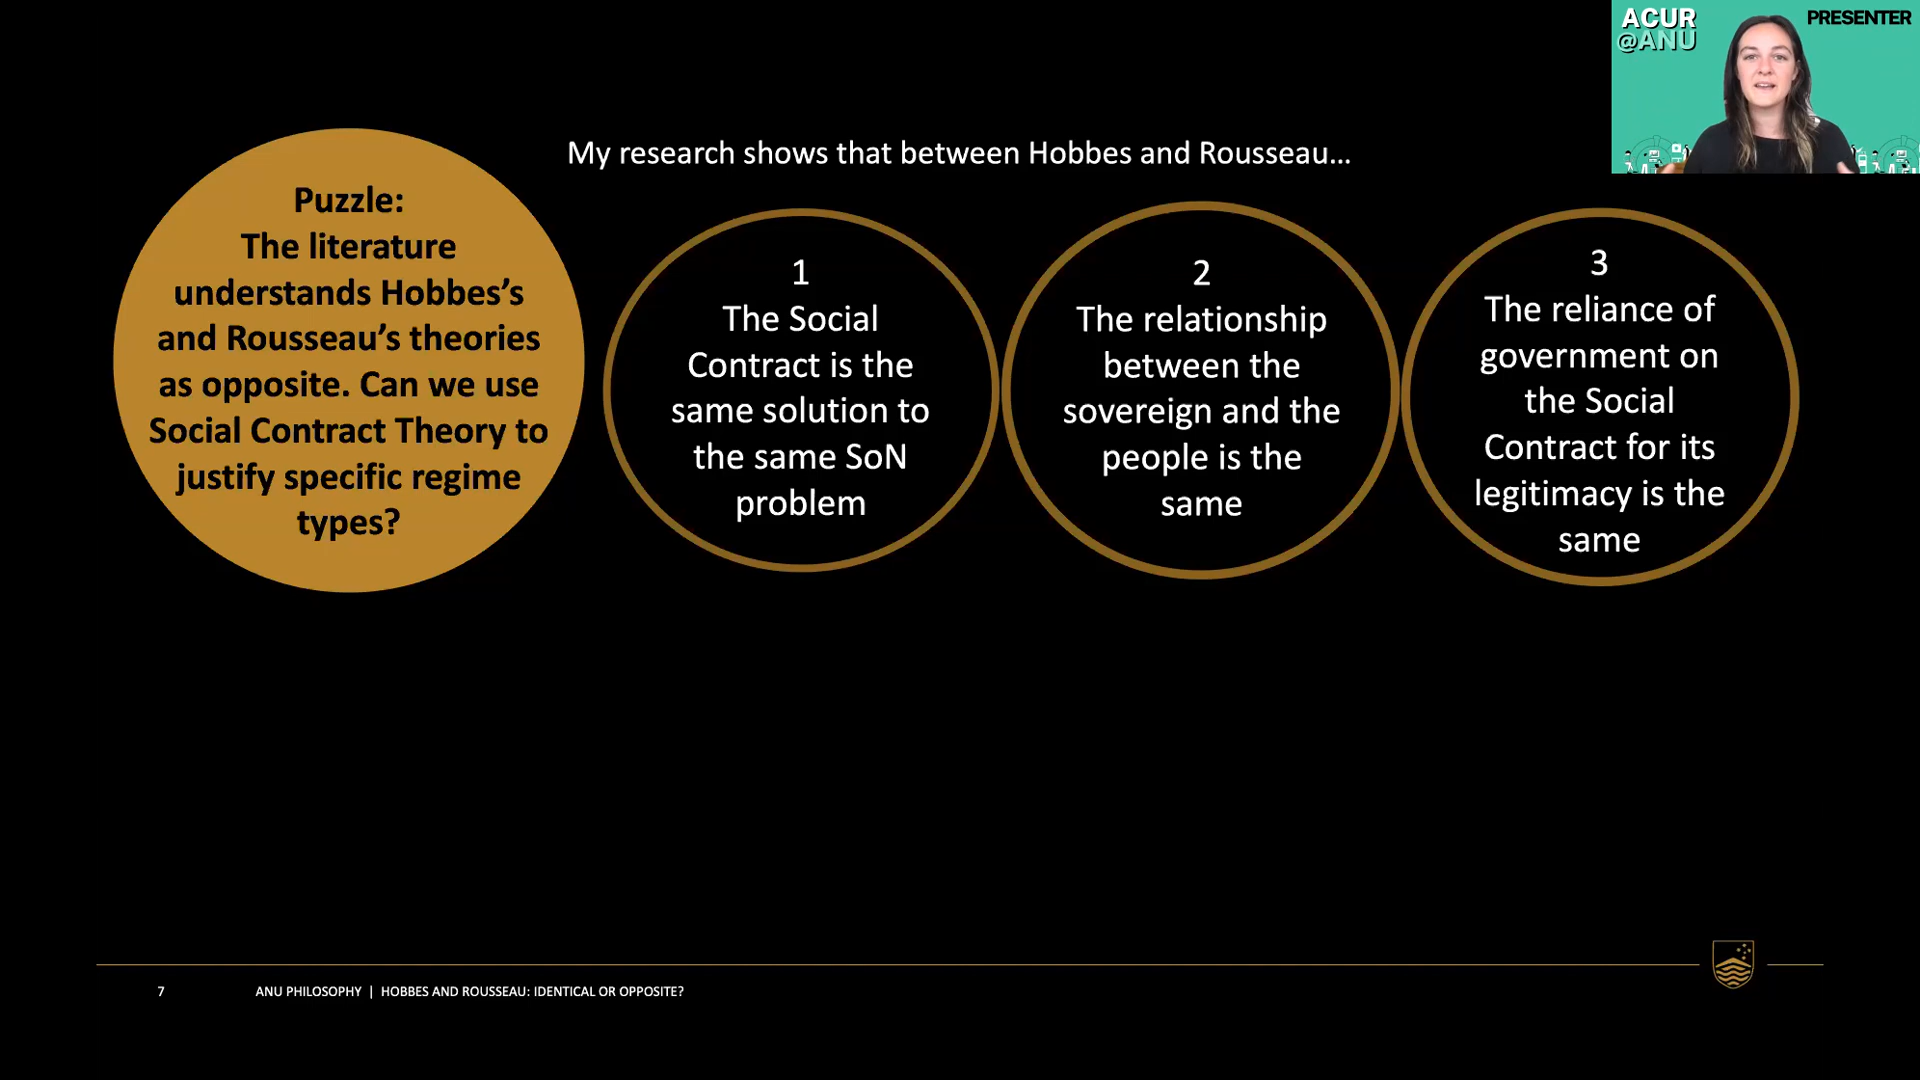 ACUR
@ANU
PRESENTER
My research shows that between Hobbes and Rousseau...
Puzzle:
The literature
understands Hobbes's
and Rousseau's theories
as opposite. Can we use
Social Contract Theory to
justify specific regime
types?
1
The Social
Contract is the
same solution to
the same SoN
problem
2
The relationship
between the
sovereign and the
people is the
same
3
The reliance of
government on
the Social
Contract for its
legitimacy is the
same
7
ANU PHILOSOPHY | HOBBES AND ROUSSEAU: IDENTICAL OR OPPOSITE?